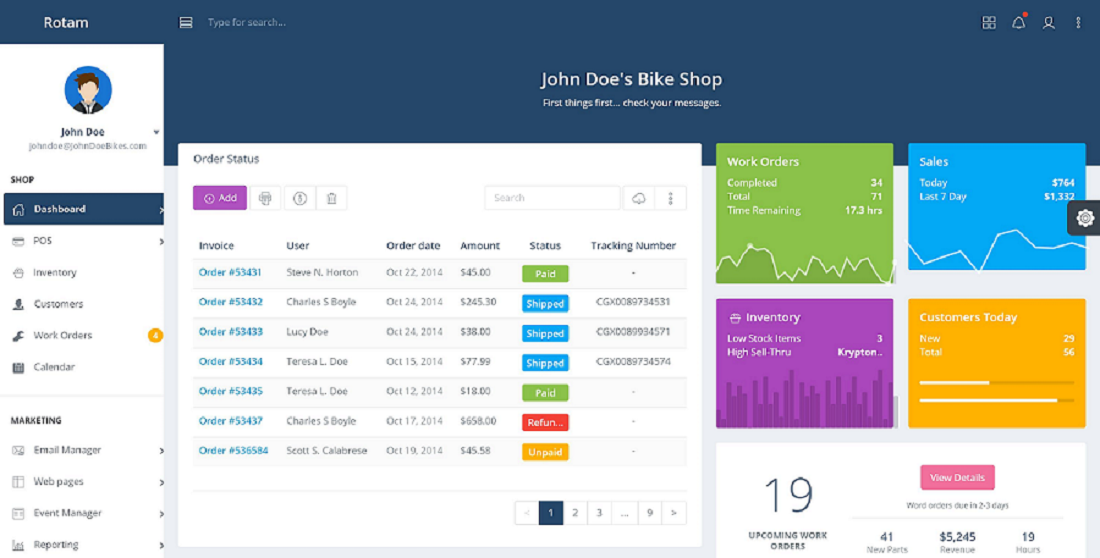 Rotam
Type for search...
John Doe
johndoe@JohnDoeBikes.com
SHOP
Dashboard
POS
Inventory
Customers
Work Orders 4
Calendar
MARKETING
Email Manager
Web pages
Event Manager
Reporting
John Doe's Bike Shop
First things first... check your messages.
Order Status
Add
Search
Invoice User Order date Amount Status Tracking Number
Order #53431 Steve N. Horton Oct 22, 2014 $45.00 Paid -
Order #53432 Charles S Boyle Oct 24, 2014 $245.30 Shipped CGX0089734531
Order #53433 Lucy Doe Oct 24, 2014 $38.00 Shipped CGX0089934571
Order #53434 Teresa L. Doe Oct 15, 2014 $77.99 Shipped CGX0089734574
Order #53435 Teresa L. Doe Oct 12, 2014 $18.00 Paid -
Order #53437 Charles S Boyle Oct 17, 2014 $658.00 Refun... -
Order #536584 Scott S. Calabrese Oct 19, 2014 $45.58 Unpaid -
< 1 2 3 ... 9 >
Work Orders
Completed 34
Total 71
Time Remaining 17.3 hrs
Sales
Today $764
Last 7 Day $1,332
Inventory
Low Stock Items 3
High Sell-Thru Krypton..
Customers Today
New 29
Total 56
19
UPCOMING WORK
ORDERS
View Details
Word orders due in 2-3 days
41 $5,245 19
New Parts Revenue Hours